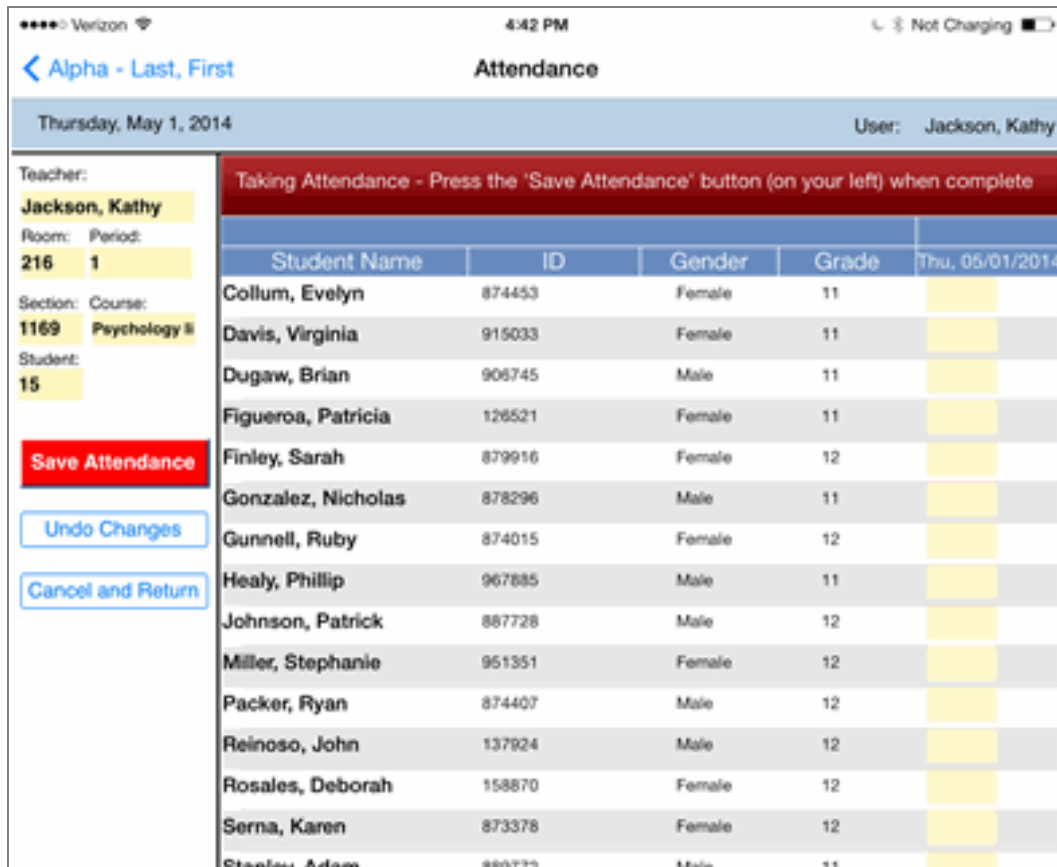 Verizon 4:42 PM Not Charging
Alpha - Last, First Attendance
Thursday, May 1, 2014 User: Jackson, Kathy
Teacher:
Jackson, Kathy
Room: Period:
216 1
Section: Course:
1169 Psychology li
Student:
15
Save Attendance
Undo Changes
Cancel and Return
Taking Attendance - Press the 'Save Attendance' button (on your left) when complete
Student Name ID Gender Grade Thu, 05/01/2014
Collum, Evelyn 874453 Female 11
Davis, Virginia 915033 Female 11
Dugaw, Brian 906745 Male 11
Figueroa, Patricia 126521 Female 11
Finley, Sarah 879916 Female 12
Gonzalez, Nicholas 878296 Male 11
Gunnell, Ruby 874015 Female 12
Healy, Phillip 967885 Male 11
Johnson, Patrick 887728 Male 12
Miller, Stephanie 951351 Female 12
Packer, Ryan 874407 Male 12
Reinoso, John 137924 Male 12
Rosales, Deborah 158870 Female 12
Serna, Karen 873378 Female 12
Stanley, Adam 889772 Male 11